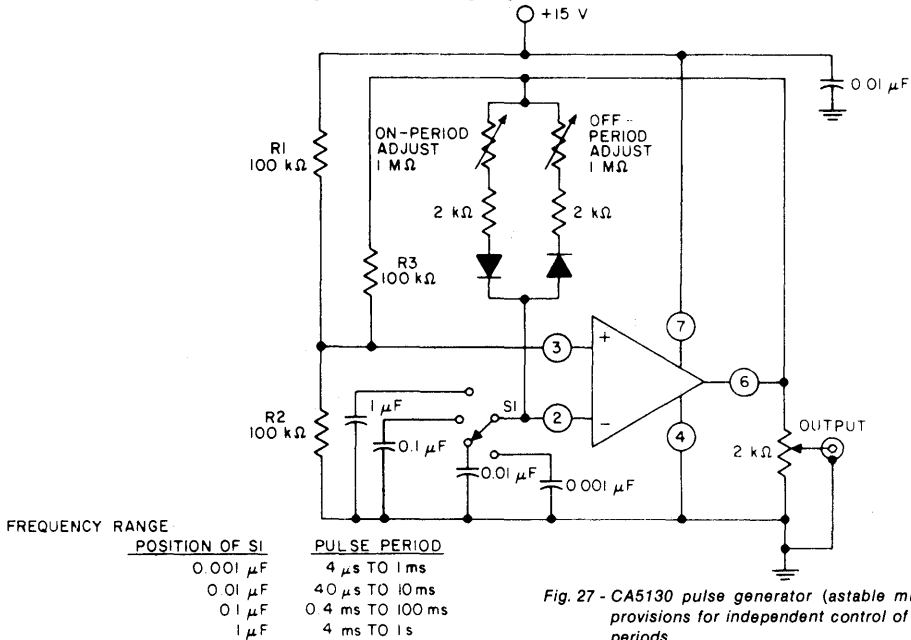 +15 V
0.01 µF
ON-PERIOD
ADJUST
1 MΩ
OFF-
PERIOD
ADJUST
1 MΩ
R1
100 kΩ
2 kΩ
2 kΩ
R3
100 kΩ
7
3
+
6
R2
100 kΩ
1 µF
S1
2
-
4
OUTPUT
0.1 µF
2 kΩ
0.01 µF
0.001 µF
FREQUENCY RANGE
POSITION OF S1 PULSE PERIOD
0.001 µF 4 µs TO 1 ms
0.01 µF 40 µs TO 10 ms
0.1 µF 0.4 ms TO 100 ms
1 µF 4 ms TO 1 s
Fig. 27 - CA5130 pulse generator (astable
provisions for independent control of
periods